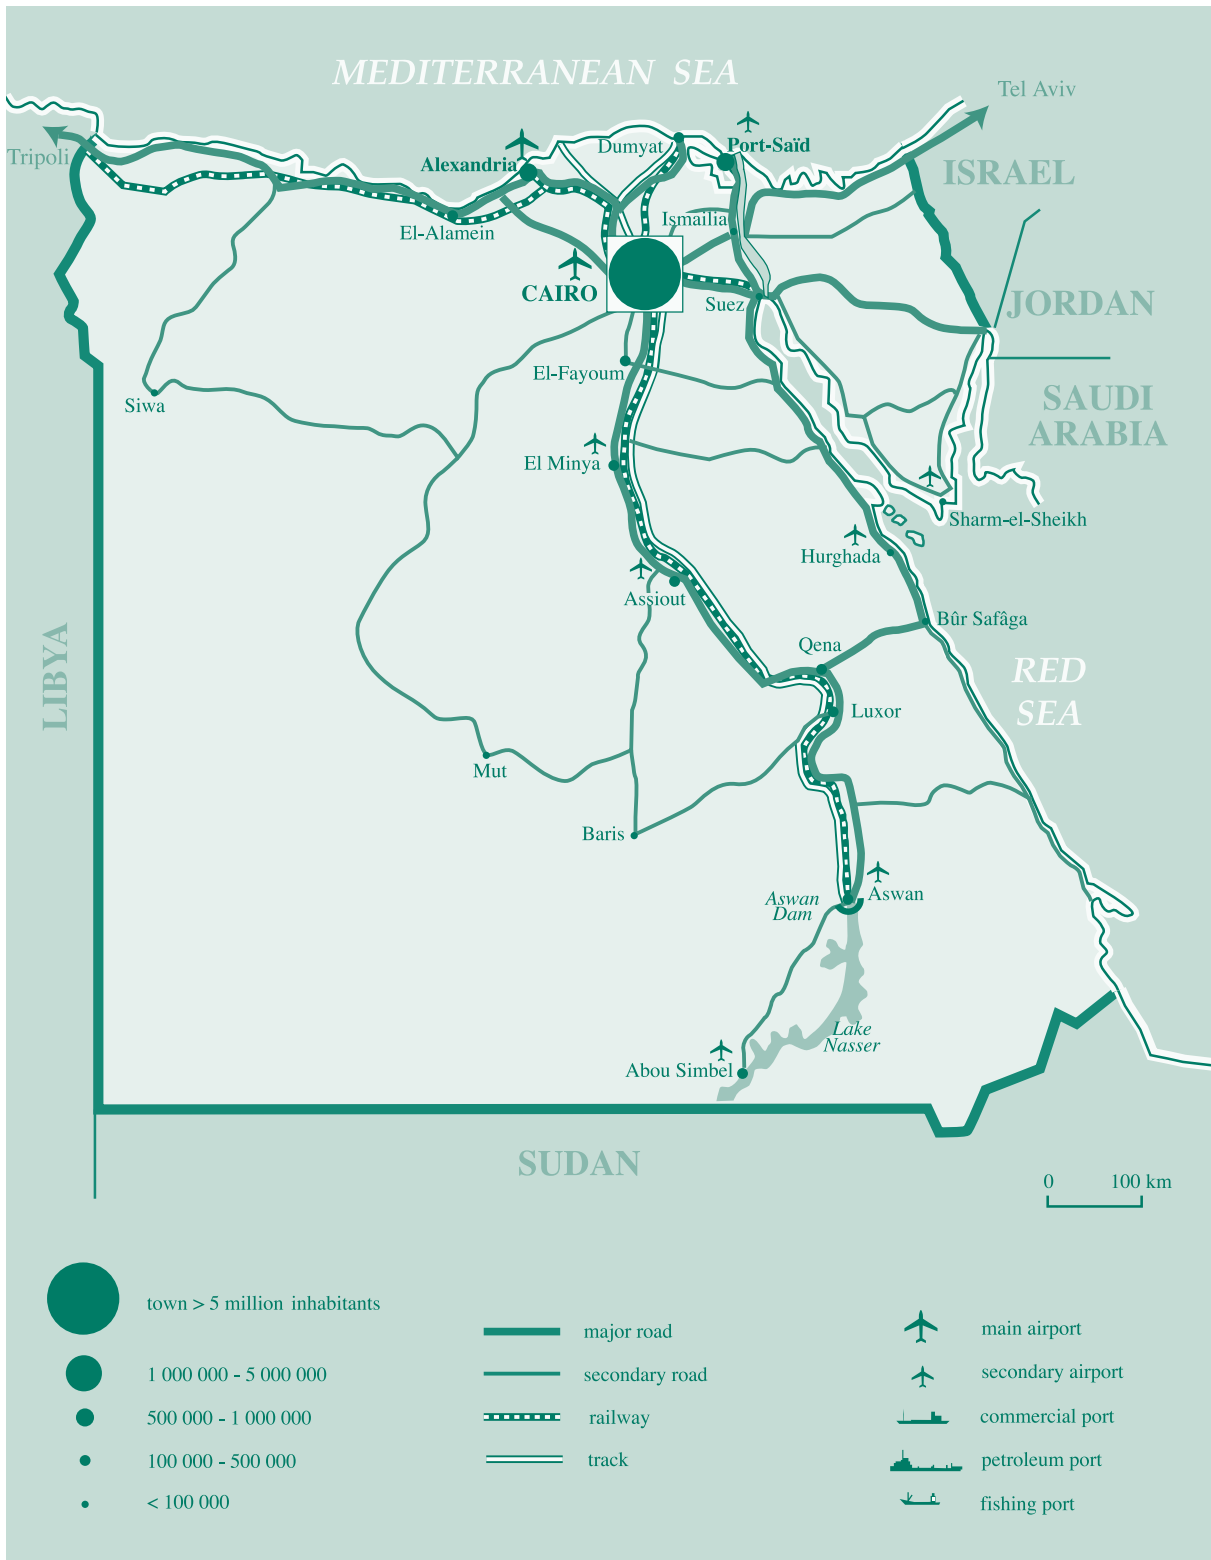 MEDITERRANEAN SEA
Tel Aviv
Tripoli
Dumyat
Port-Saïd
Alexandria
ISRAEL
El-Alamein
Ismailia
CAIRO
Suez
JORDAN
El-Fayoum
Siwa
SAUDI
ARABIA
El Minya
Sharm-el-Sheikh
Hurghada
Assiout
Bûr Safâga
Qena
LIBYA
RED
SEA
Luxor
Mut
Baris
Aswan
Dam
Aswan
Lake
Nasser
Abou Simbel
SUDAN
0 100 km
town > 5 million inhabitants
1 000 000 - 5 000 000
500 000 - 1 000 000
100 000 - 500 000
< 100 000
major road
secondary road
railway
track
main airport
secondary airport
commercial port
petroleum port
fishing port